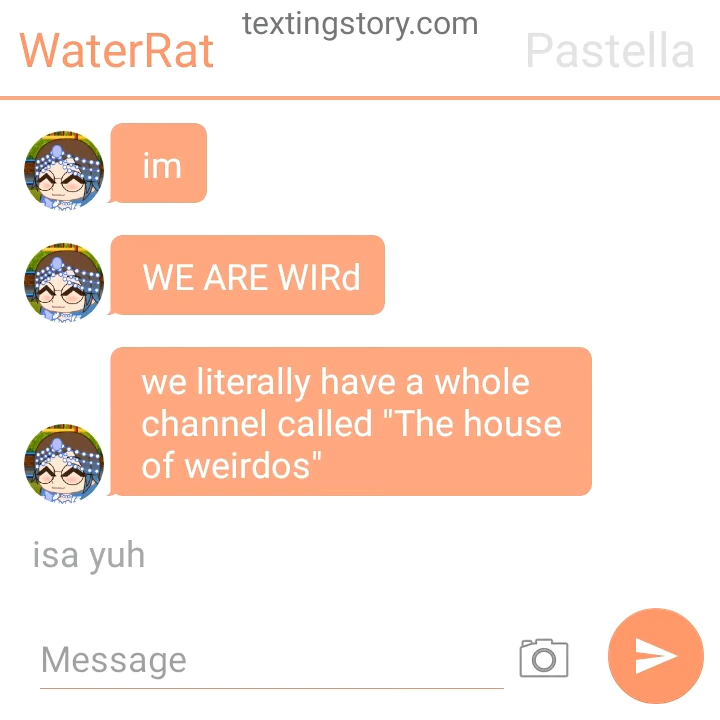 textingstory.com
WaterRat
Pastella
im
WE ARE WIRd
we literally have a whole
channel called "The house
of weirdos"
isa yuh
Message